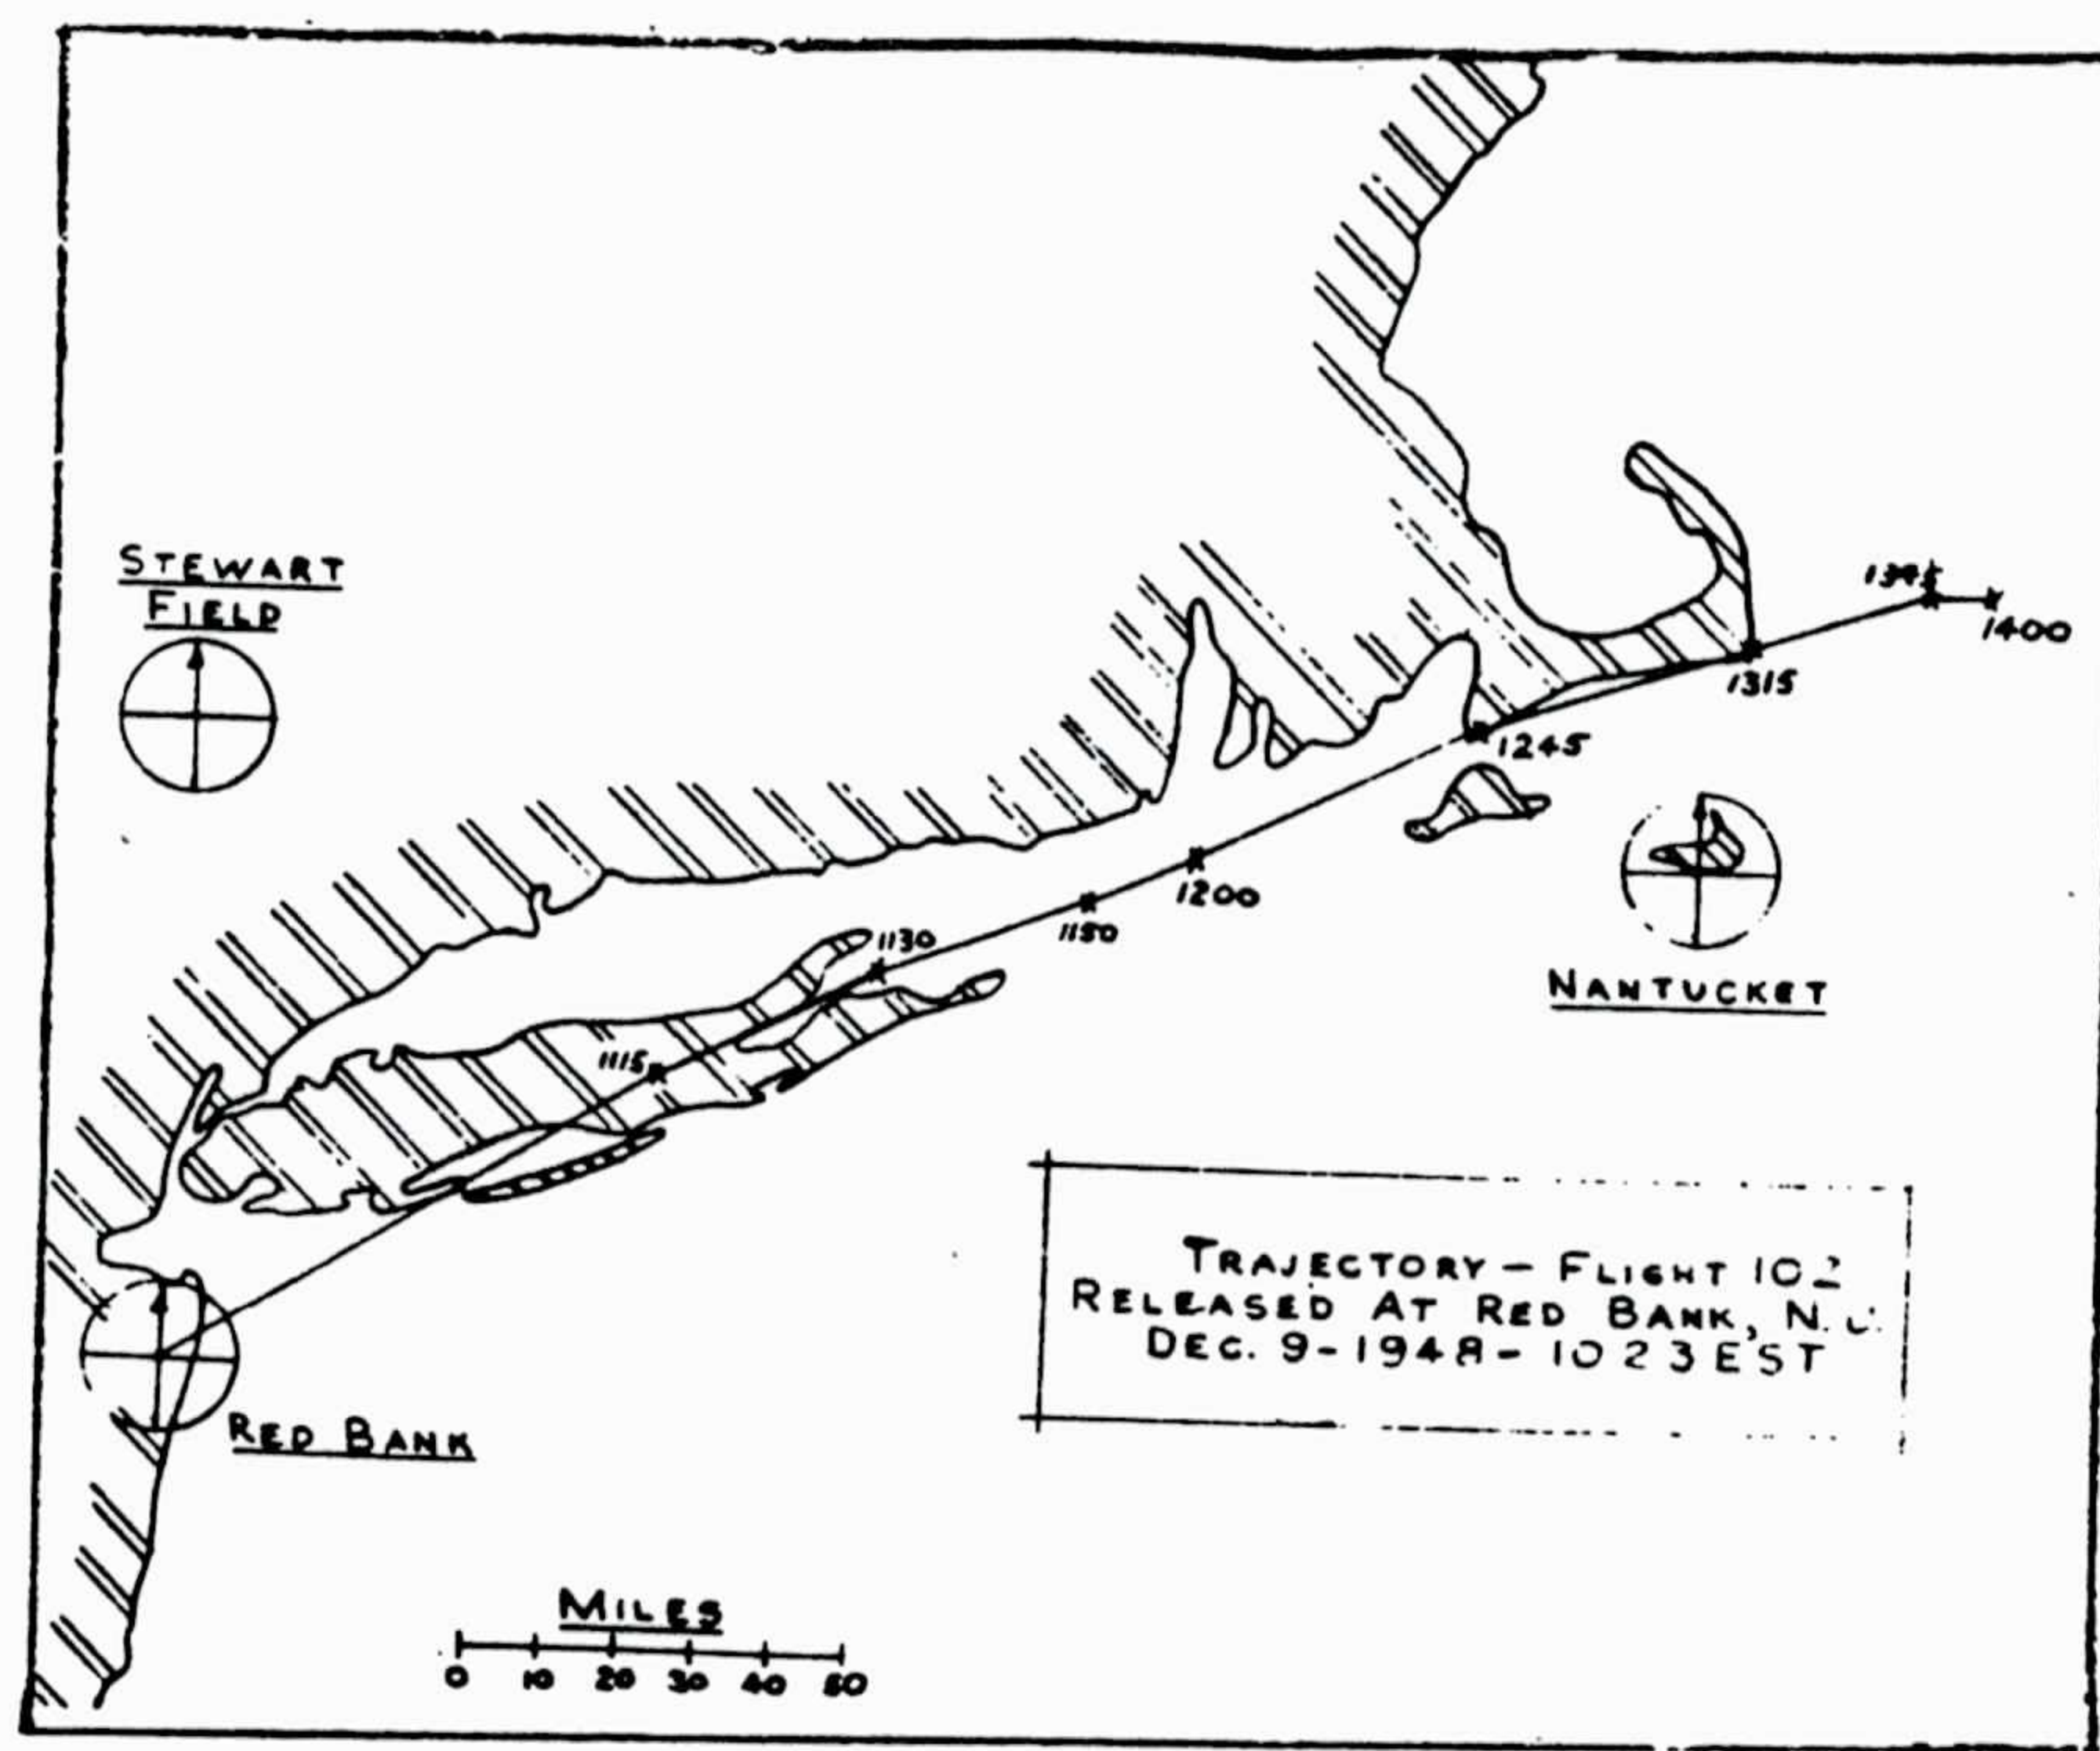 STEWART
FIELD
1345
1400
1315
1245
1200
1150
1130
1115
NANTUCKET
TRAJECTORY – FLIGHT 102
RELEASED AT RED BANK, N.
DEC. 9-1948- 1023 EST
RED BANK
MILES
0 10 20 30 40 50